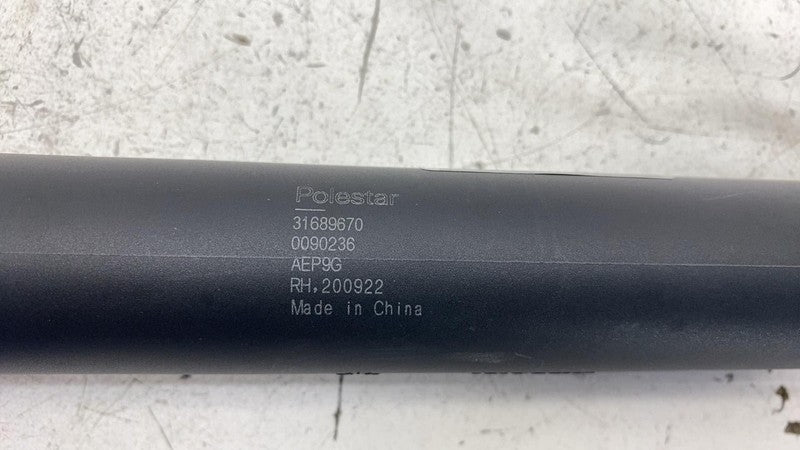 Polestar
31689670
0090236
AEP9G
RH,200922
Made in China